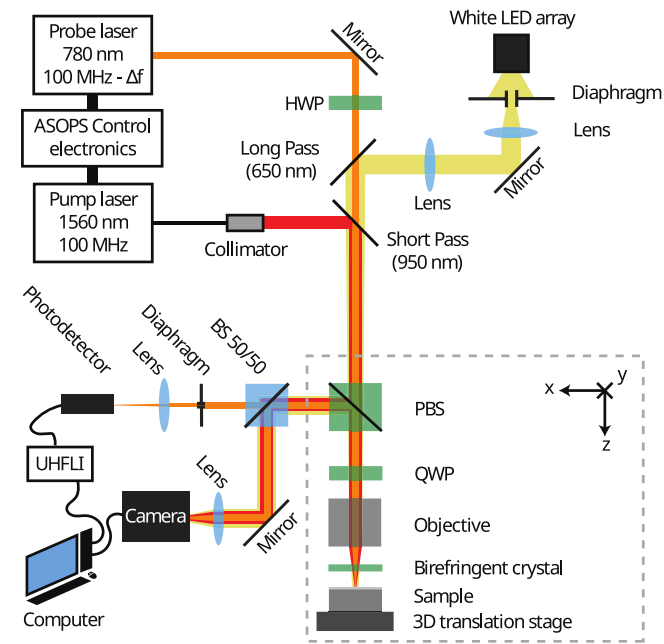 Probe laser
780 nm
100 MHz - Δf
ASOPS Control
electronics
Pump laser
1560 nm
100 MHz
Collimator
Mirror
HWP
Long Pass
(650 nm)
Short Pass
(950 nm)
White LED array
Diaphragm
Lens
Mirror
Lens
Photodetector
Lens
Diaphragm
BS 50/50
UHFLI
Camera
Lens
Mirror
Computer
PBS
QWP
Objective
Birefringent crystal
Sample
3D translation stage
x
y
z